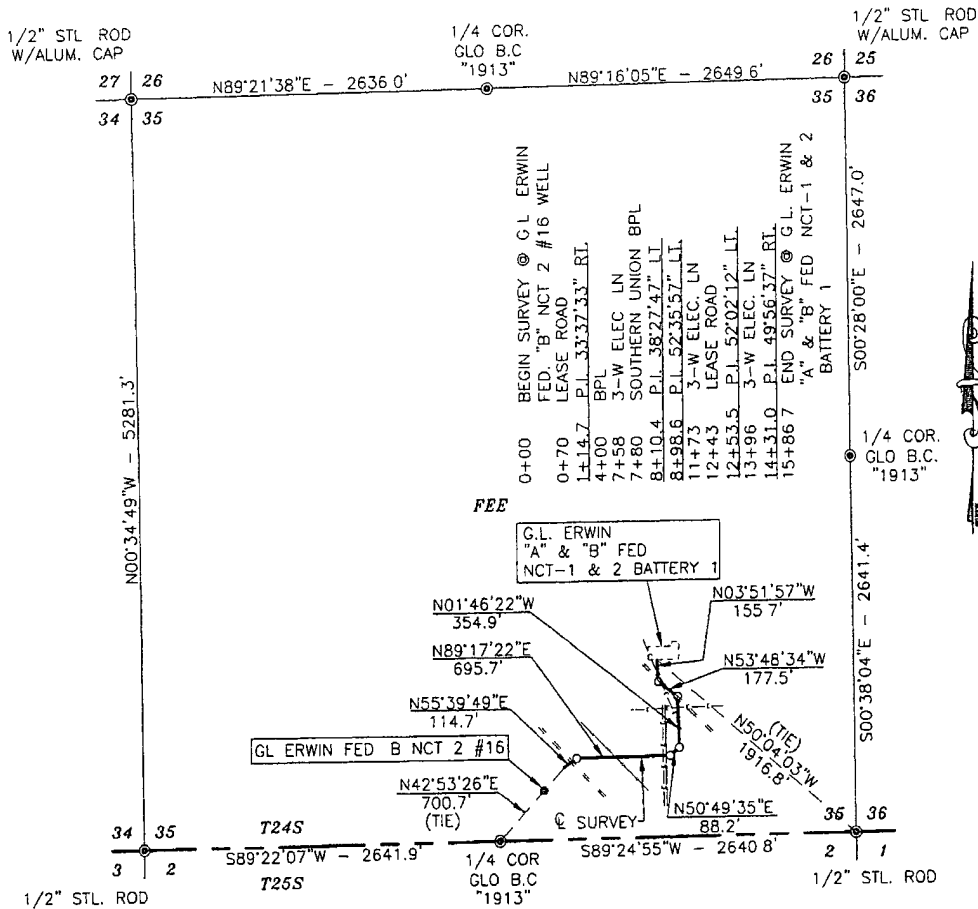 1/2" STL ROD
W/ALUM. CAP
1/4 COR.
GLO B.C
"1913"
1/2" STL ROD
W/ALUM. CAP
27 26
34 35
N89°21'38"E - 2636 0'
N89°16'05"E - 2649.6'
26 25
35 36
N00°34'49"W - 5281.3'
0+00 BEGIN SURVEY @ G L ERWIN
FED. "B" NCT 2 #16 WELL
0+70 LEASE ROAD
1+14.7 P.I. 33°37'33" RT.
4+00 BPL
7+58 3-W ELEC LN
7+80 SOUTHERN UNION BPL
8+10.4 P.I. 38°27'47" LT.
8+98.6 P.I. 52°35'57" LT.
11+73 3-W ELEC. LN
12+43 LEASE ROAD
12+53.5 P.I. 52°02'12" LT.
13+96 3-W ELEC. LN
14+31.0 P.I. 49°56'37" RT.
15+86 7 END SURVEY @ G.L. ERWIN
"A" & "B" FED NCT-1 & 2
BATTERY 1
S00°28'00"E - 2647.0'
1/4 COR.
GLO B.C.
"1913"
S00°38'04"E - 2641.4'
FEE
G.L. ERWIN
"A" & "B" FED
NCT-1 & 2 BATTERY 1
N03°51'57"W
155 7'
N01°46'22"W
354.9'
N53°48'34"W
177.5'
N89°17'22"E
695.7'
N55°39'49"E
114.7'
(TIE)
N50°04'03"W
1916.8'
GL ERWIN FED B NCT 2 #16
N42°53'26"E
700.7'
(TIE)
N50°49'35"E
88.2'
℄ SURVEY
34 35
3 2
T24S
T25S
S89°22'07"W - 2641.9'
S89°24'55"W - 2640 8'
35 36
2 1
1/2" STL. ROD
1/4 COR
GLO B.C
"1913"
1/2" STL. ROD